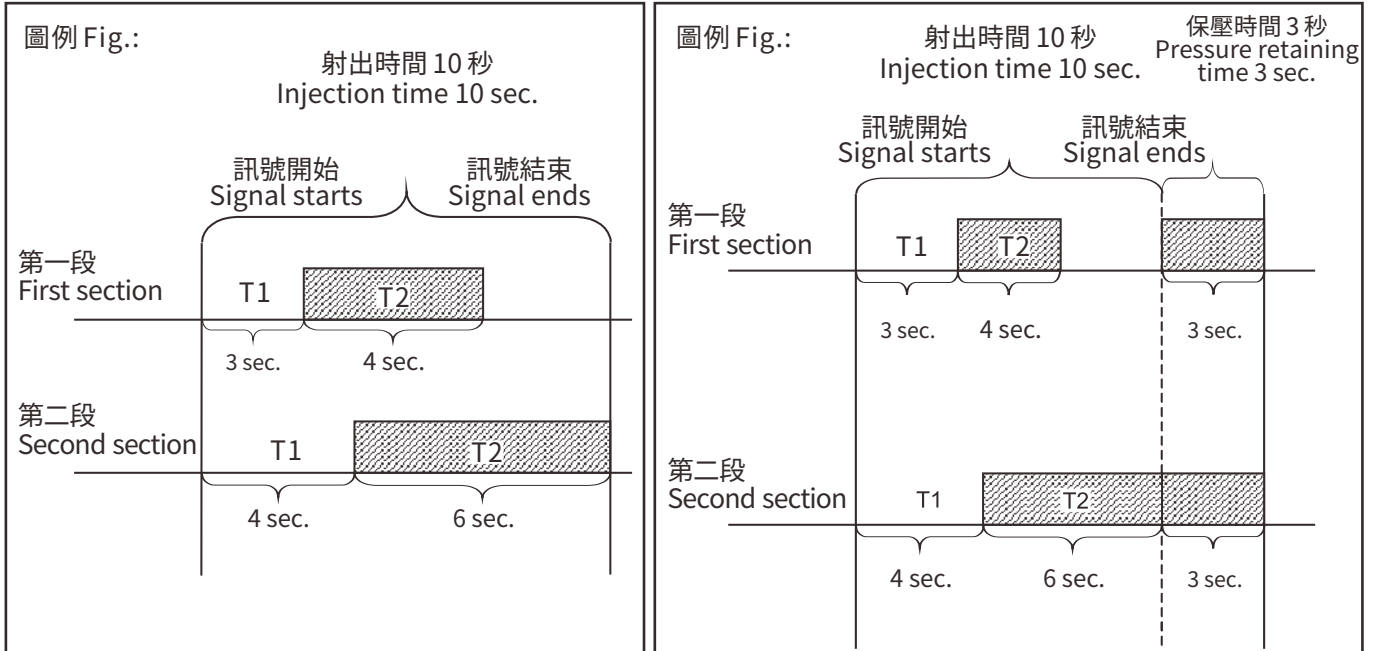 圖例 Fig.:
射出時間 10 秒
Injection time 10 sec.
訊號開始
Signal starts
訊號結束
Signal ends
第一段
First section
T1
T2
3 sec.
4 sec.
第二段
Second section
T1
T2
4 sec.
6 sec.
圖例 Fig.:
射出時間 10 秒
Injection time 10 sec.
保壓時間 3 秒
Pressure retaining
time 3 sec.
訊號開始
Signal starts
訊號結束
Signal ends
第一段
First section
T1
T2
3 sec.
4 sec.
3 sec.
第二段
Second section
T1
T2
4 sec.
6 sec.
3 sec.